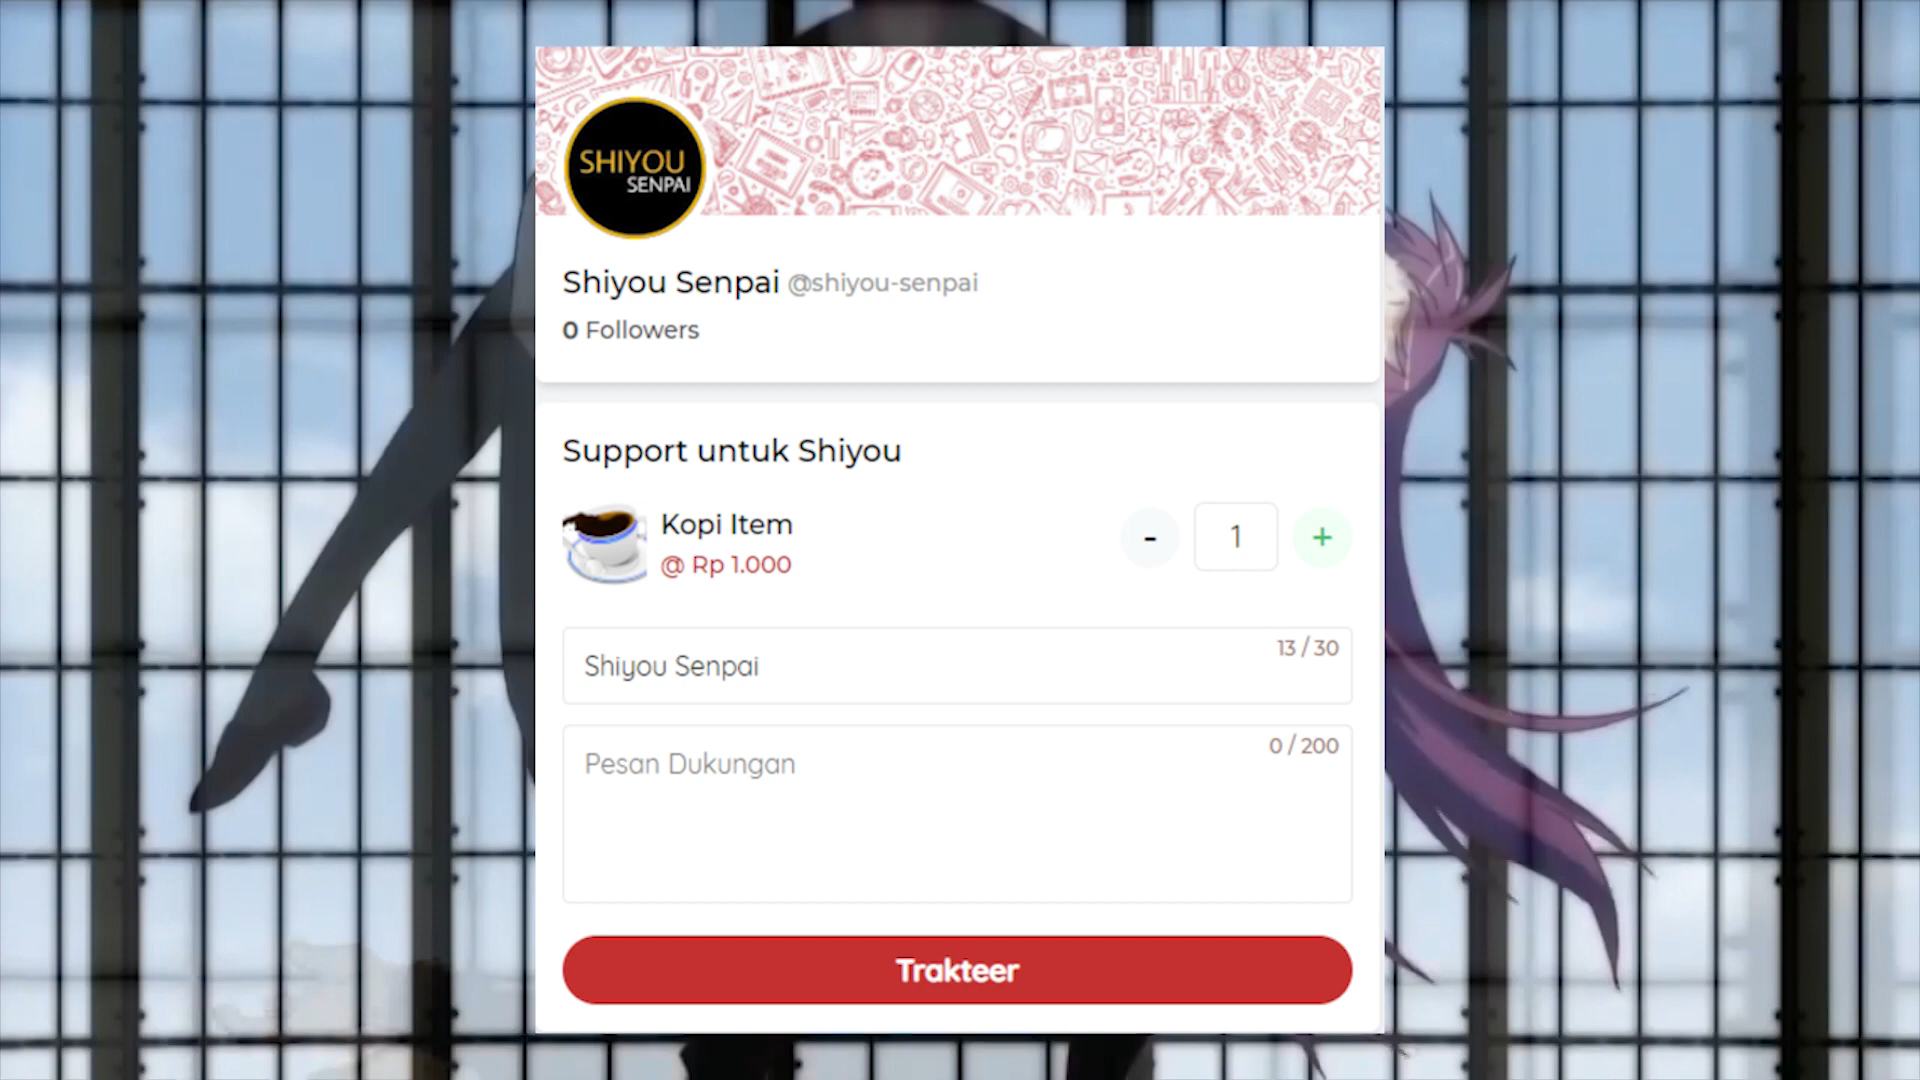 SHIYOU
SENPAI
Shiyou Senpai @shiyou-senpai
0 Followers
Support untuk Shiyou
Kopi Item
@ Rp 1.000
- 1 +
13 / 30
Shiyou Senpai
0 / 200
Pesan Dukungan
Trakteer